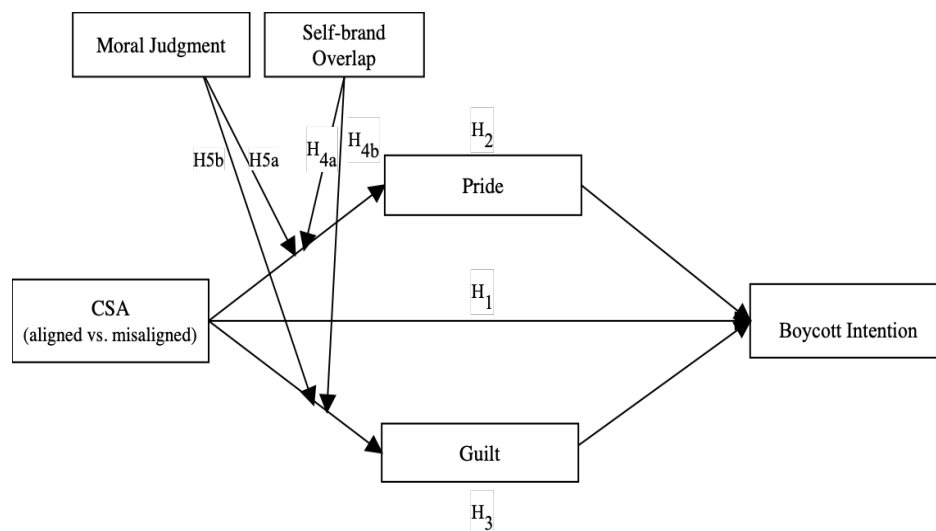 Moral Judgment
Self-brand
Overlap
H5b
H5a
H4a
H4b
H2
Pride
CSA
(aligned vs. misaligned)
H1
Boycott Intention
Guilt
H3